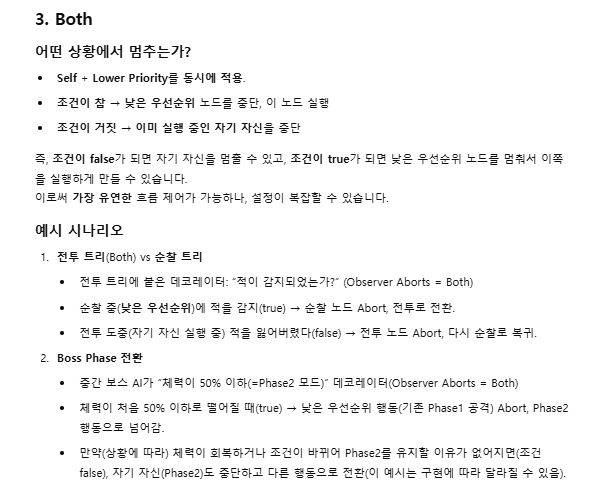 3. Both
어떤 상황에서 멈추는가?
• Self + Lower Priority를 동시에 적용.
• 조건이 참 → 낮은 우선순위 노드를 중단, 이 노드 실행
• 조건이 거짓 → 이미 실행 중인 자기 자신을 중단
즉, 조건이 false가 되면 자기 자신을 멈출 수 있고, 조건이 true가 되면 낮은 우선순위 노드를 멈춰서 이쪽
을 실행하게 만들 수 있습니다.
이로써 가장 유연한 흐름 제어가 가능하나, 설정이 복잡할 수 있습니다.
예시 시나리오
1. 전투 트리(Both) vs 순찰 트리
• 전투 트리에 붙은 데코레이터: “적이 감지되었는가?” (Observer Aborts = Both)
• 순찰 중(낮은 우선순위)에 적을 감지(true) → 순찰 노드 Abort, 전투로 전환.
• 전투 도중(자기 자신 실행 중) 적을 잃어버렸다(false) → 전투 노드 Abort, 다시 순찰로 복귀.
2. Boss Phase 전환
• 중간 보스 AI가 “체력이 50% 이하(=Phase2 모드)” 데코레이터(Observer Aborts = Both)
• 체력이 처음 50% 이하로 떨어질 때(true) → 낮은 우선순위 행동(기존 Phase1 공격) Abort, Phase2
행동으로 넘어감.
• 만약(상황에 따라) 체력이 회복하거나 조건이 바뀌어 Phase2를 유지할 이유가 없어지면(조건
false), 자기 자신(Phase2)도 중단하고 다른 행동으로 전환(이 예시는 구현에 따라 달라질 수 있음).